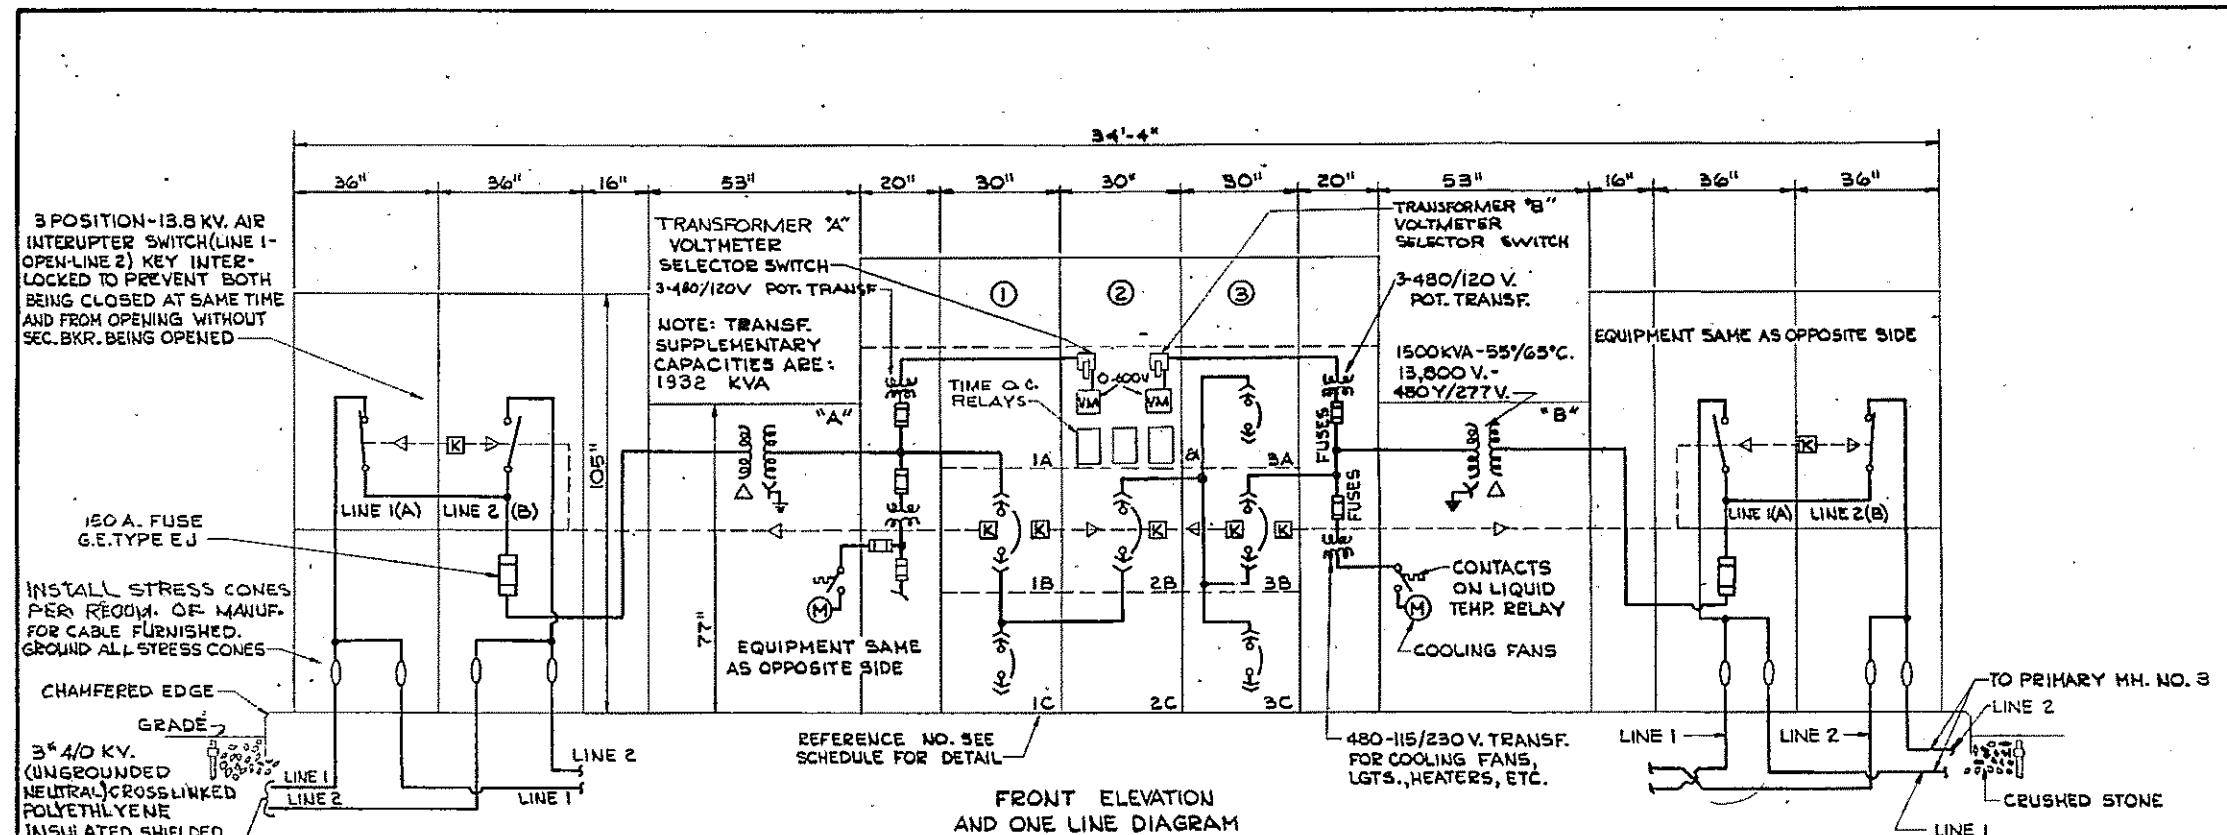 34'-4"
36"
36"
16"
53"
20"
30"
30"
30"
20"
53"
16"
36"
36"
3 POSITION-13.8 KV. AIR
INTERUPTER SWITCH(LINE 1-
OPEN-LINE 2) KEY INTER-
LOCKED TO PREVENT BOTH
BEING CLOSED AT SAME TIME
AND FROM OPENING WITHOUT
SEC. BKR. BEING OPENED
TRANSFORMER "A"
VOLTMETER
SELECTOR SWITCH
3-480/120V POT. TRANSF
NOTE: TRANSF.
SUPPLEMENTARY
CAPACITIES ARE:
1932 KVA
"A"
1
2
3
TRANSFORMER "B"
VOLTMETER
SELECTOR SWITCH
3-480/120 V.
POT. TRANSF.
1500KVA-55°/65°C.
13,800 V.-
480Y/277V.
"B"
EQUIPMENT SAME AS OPPOSITE SIDE
TIME O.C.
RELAYS
0-600V
VM
VM
FUSES
FUSES
105"
77"
K
K
K
K
K
K
K
LINE 1(A)
LINE 2 (B)
LINE 1(A)
LINE 2(B)
1A
3A
1B
2B
3B
1C
2C
3C
150 A. FUSE
G.E. TYPE EJ
INSTALL STRESS CONES
PER RECOM. OF MANUF.
FOR CABLE FURNISHED.
GROUND ALL STRESS CONES
CHAMFERED EDGE
GRADE
3# 4/0 KV.
(UNGROUNDED
NEUTRAL)CROSSLINKED
POLYETHLYENE
INSULATED SHIELDED
LINE 1
LINE 2
LINE 2
LINE 1
M
EQUIPMENT SAME
AS OPPOSITE SIDE
REFERENCE NO. SEE
SCHEDULE FOR DETAIL
CONTACTS
ON LIQUID
TEMP. RELAY
M
COOLING FANS
480-115/230 V. TRANSF.
FOR COOLING FANS,
LGTS., HEATERS, ETC.
TO PRIMARY MH. NO. 3
LINE 2
LINE 1
LINE 2
CRUSHED STONE
LINE 1
FRONT ELEVATION
AND ONE LINE DIAGRAM